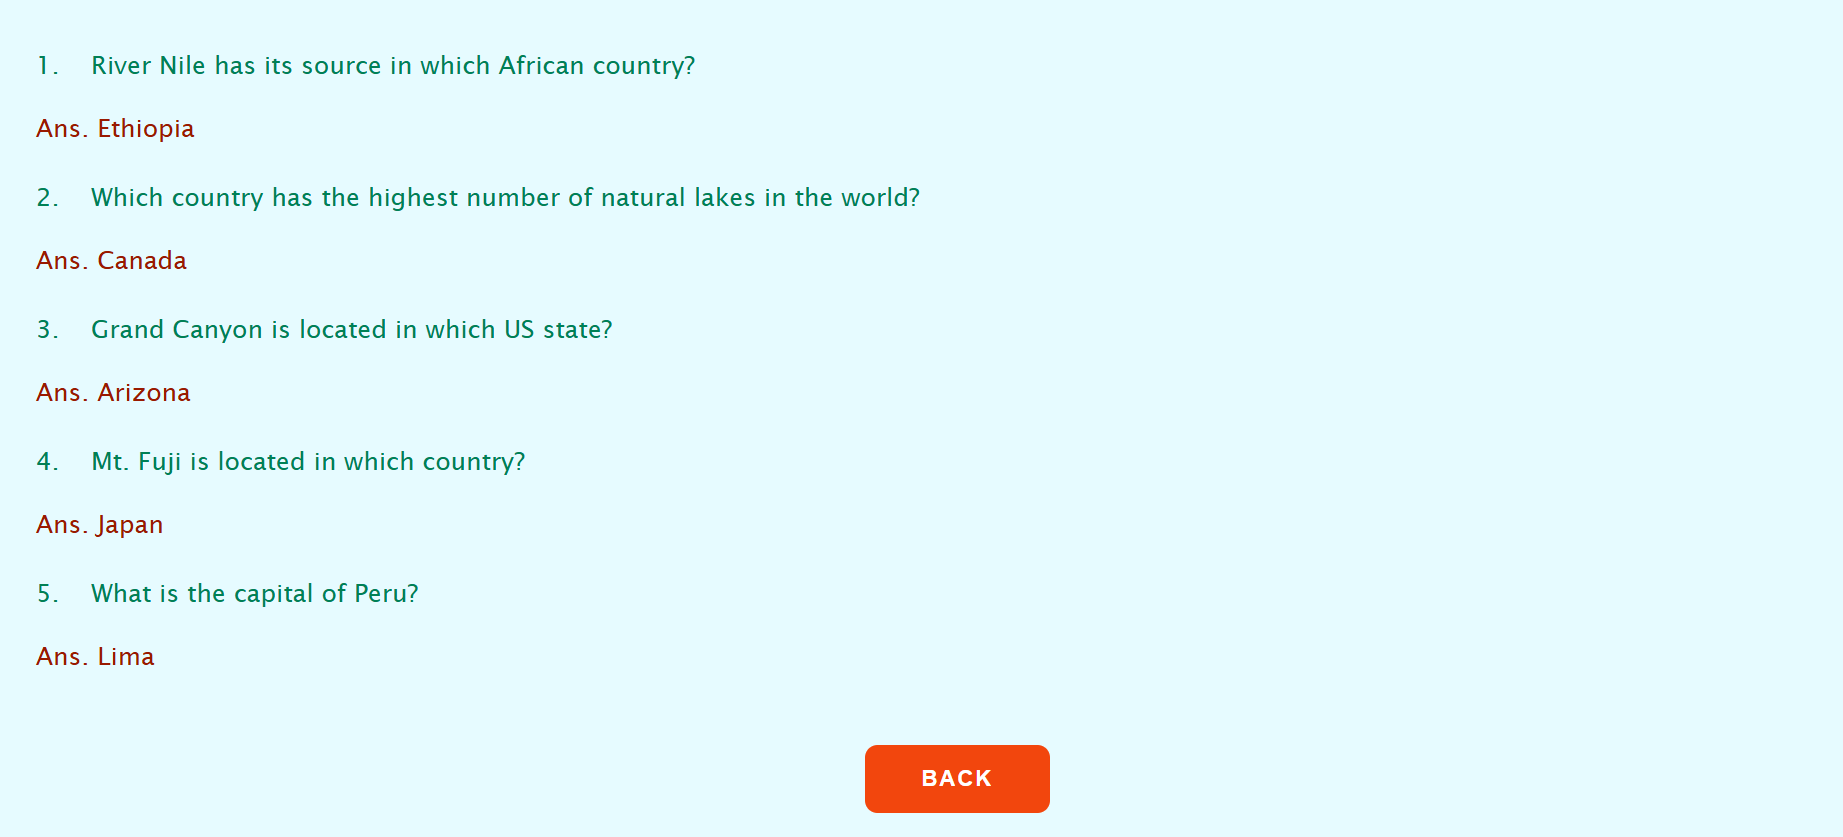 1. River Nile has its source in which African country?
Ans. Ethiopia
2. Which country has the highest number of natural lakes in the world?
Ans. Canada
3. Grand Canyon is located in which US state?
Ans. Arizona
4. Mt. Fuji is located in which country?
Ans. Japan
5. What is the capital of Peru?
Ans. Lima
BACK